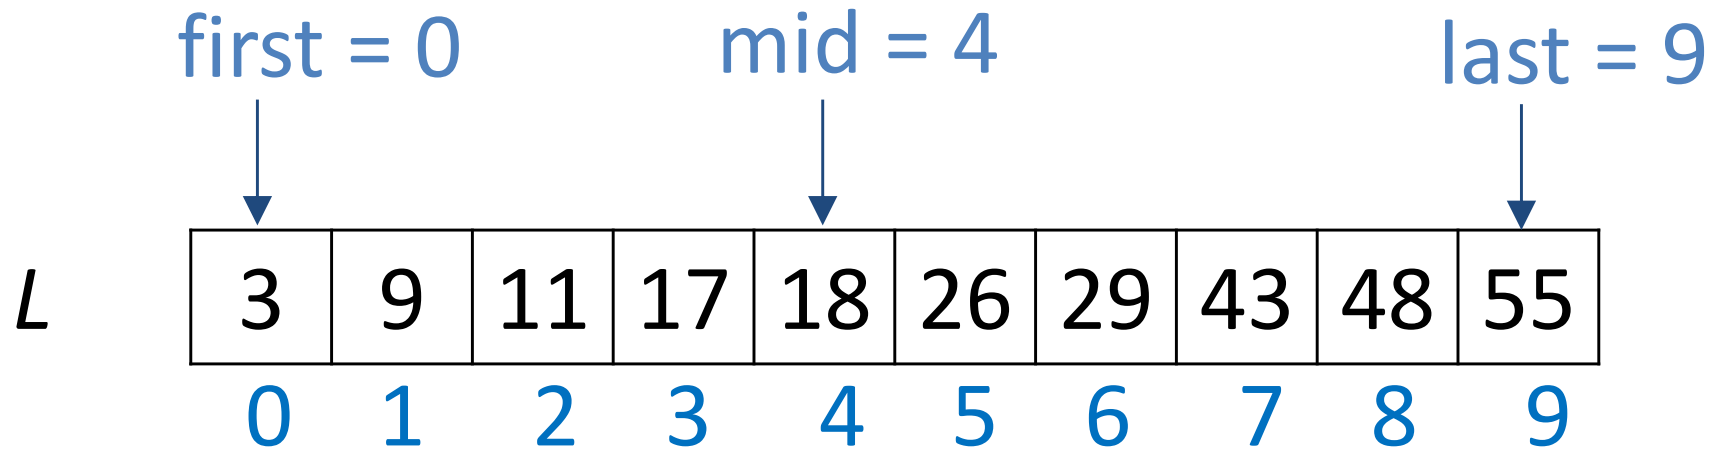 first = 0 mid = 4 last = 9
L 3 9 11 17 18 26 29 43 48 55
0 1 2 3 4 5 6 7 8 9